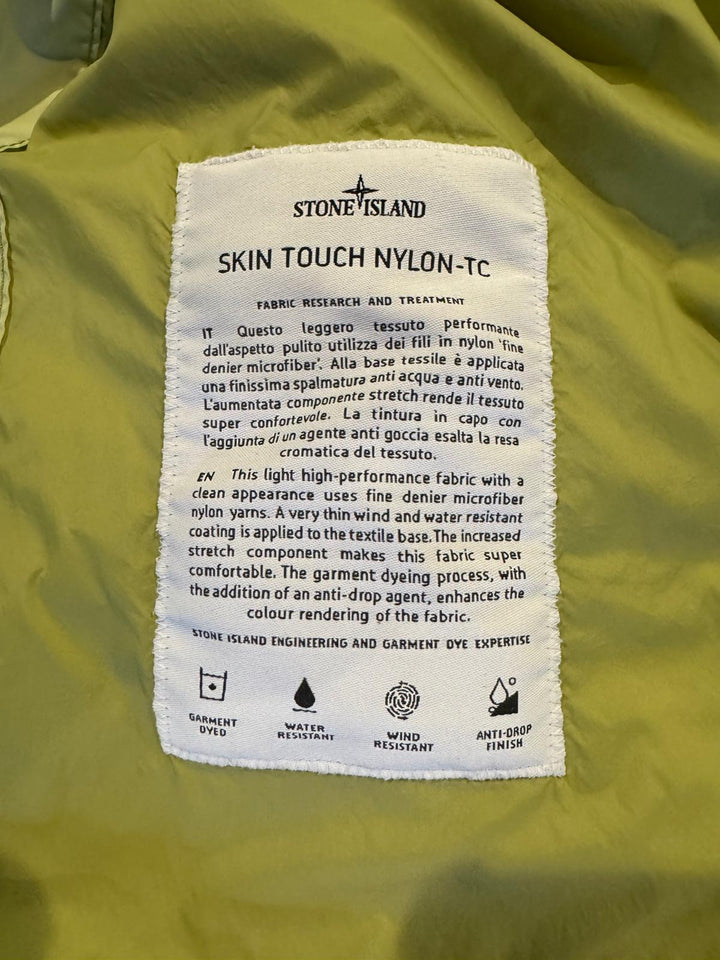 STONE ISLAND
SKIN TOUCH NYLON-TC
FABRIC RESEARCH AND TREATMENT
IT Questo leggero tessuto performante
dall'aspetto pulito utilizza dei fili in nylon 'fine
denier microfiber'. Alla base tessile è applicata
una finissima spalmatura anti acqua e anti vento.
L'aumentata componente stretch rende il tessuto
super confortevole. La tintura in capo con
l'aggiunta di un agente anti goccia esalta la resa
cromatica del tessuto.
EN This light high-performance fabric with a
clean appearance uses fine denier microfiber
nylon yarns. A very thin wind and water resistant
coating is applied to the textile base. The increased
stretch component makes this fabric super
comfortable. The garment dyeing process, with
the addition of an anti-drop agent, enhances the
colour rendering of the fabric.
STONE ISLAND ENGINEERING AND GARMENT DYE EXPERTISE
GARMENT
DYED
WATER
RESISTANT
WIND
RESISTANT
ANTI-DROP
FINISH